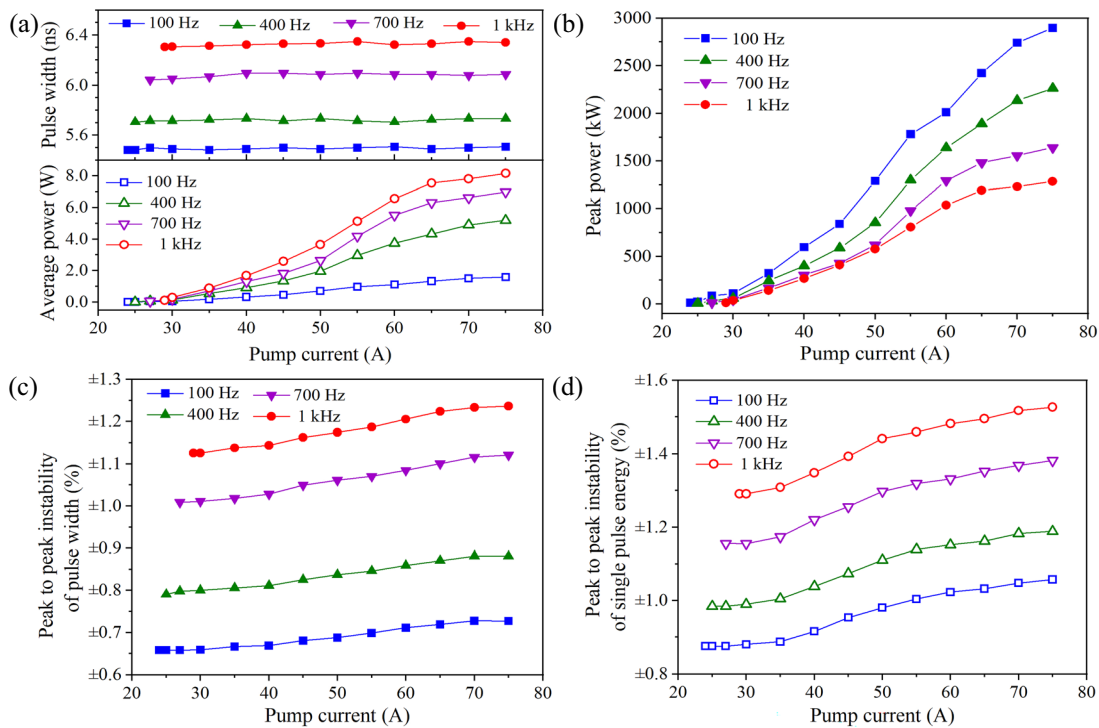 (a)
100 Hz 400 Hz 700 Hz 1 kHz
Pulse width (ns)
6.4
6.0
5.6
Average power (W)
8.0
6.0
4.0
2.0
0.0
100 Hz
400 Hz
700 Hz
1 kHz
20 30 40 50 60 70 80
Pump current (A)
(b)
Peak power (kW)
3000
2500
2000
1500
1000
500
0
100 Hz
400 Hz
700 Hz
1 kHz
20 30 40 50 60 70 80
Pump current (A)
(c)
Peak to peak instability
of pulse width (%)
±1.3
±1.2
±1.1
±1.0
±0.9
±0.8
±0.7
±0.6
100 Hz 700 Hz
400 Hz 1 kHz
20 30 40 50 60 70 80
Pump current (A)
(d)
Peak to peak instability
of single pulse energy (%)
±1.6
±1.4
±1.2
±1.0
±0.8
100 Hz
400 Hz
700 Hz
1 kHz
20 30 40 50 60 70 80
Pump current (A)